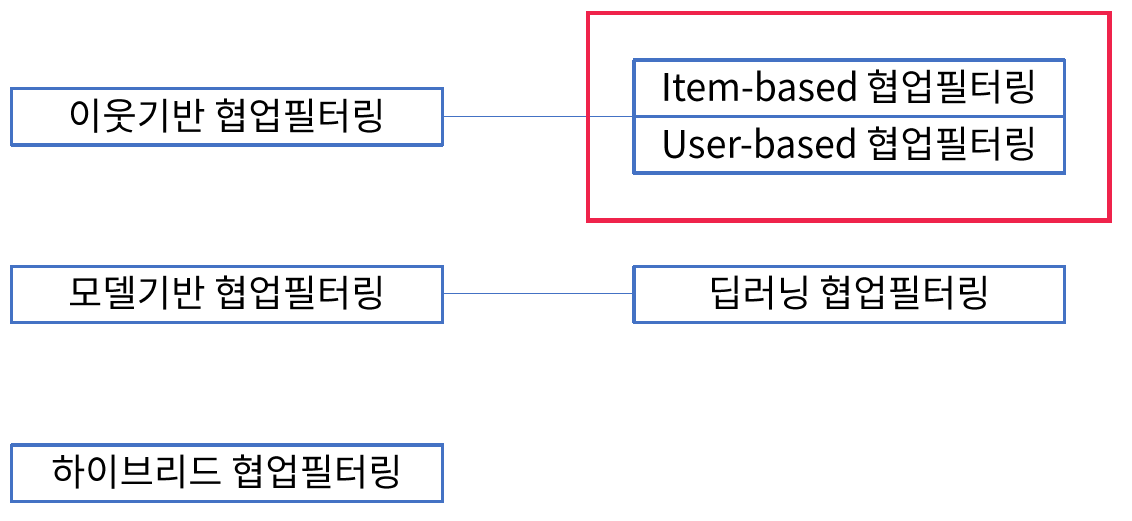 이웃기반 협업필터링
Item-based 협업필터링
User-based 협업필터링
모델기반 협업필터링
딥러닝 협업필터링
하이브리드 협업필터링